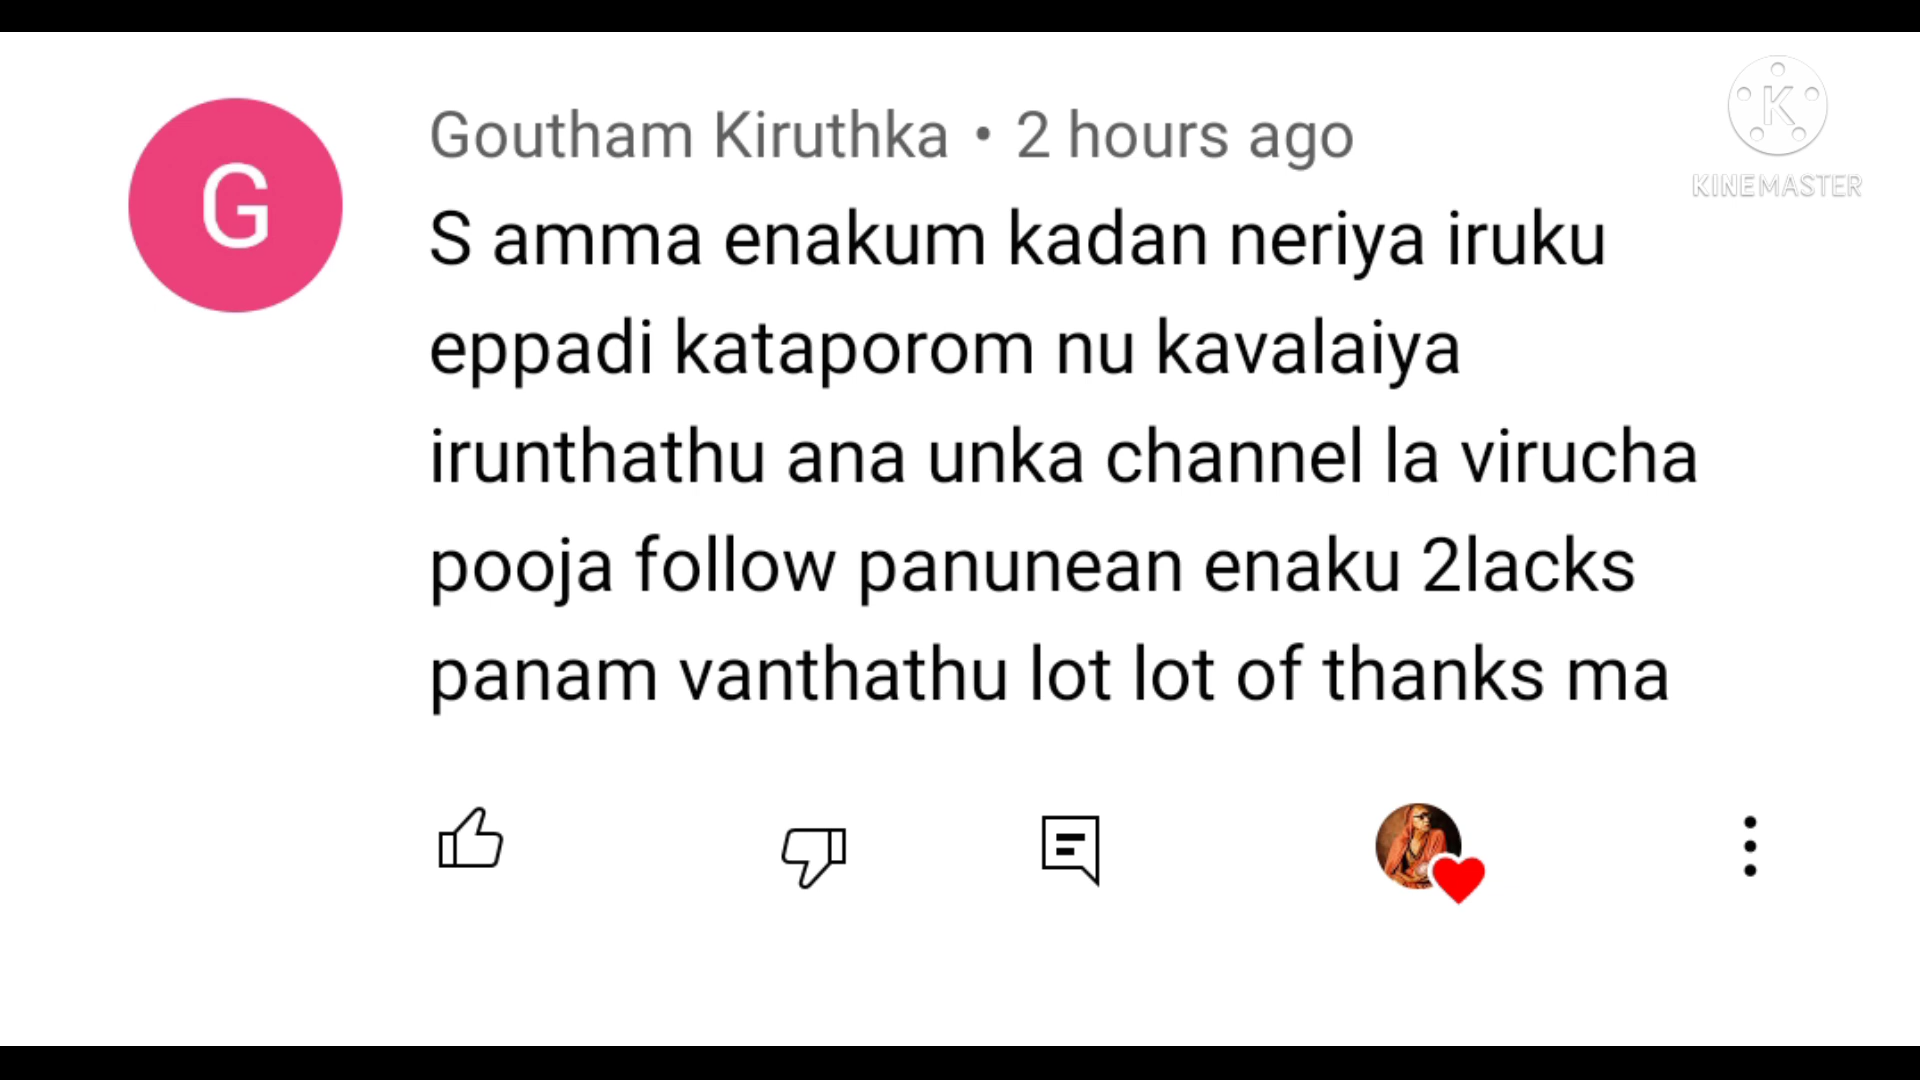 G
Goutham Kiruthka • 2 hours ago
K
KINEMASTER
S amma enakum kadan neriya iruku
eppadi kataporom nu kavalaiya
irunthathu ana unka channel la virucha
pooja follow panunean enaku 2lacks
panam vanthathu lot lot of thanks ma